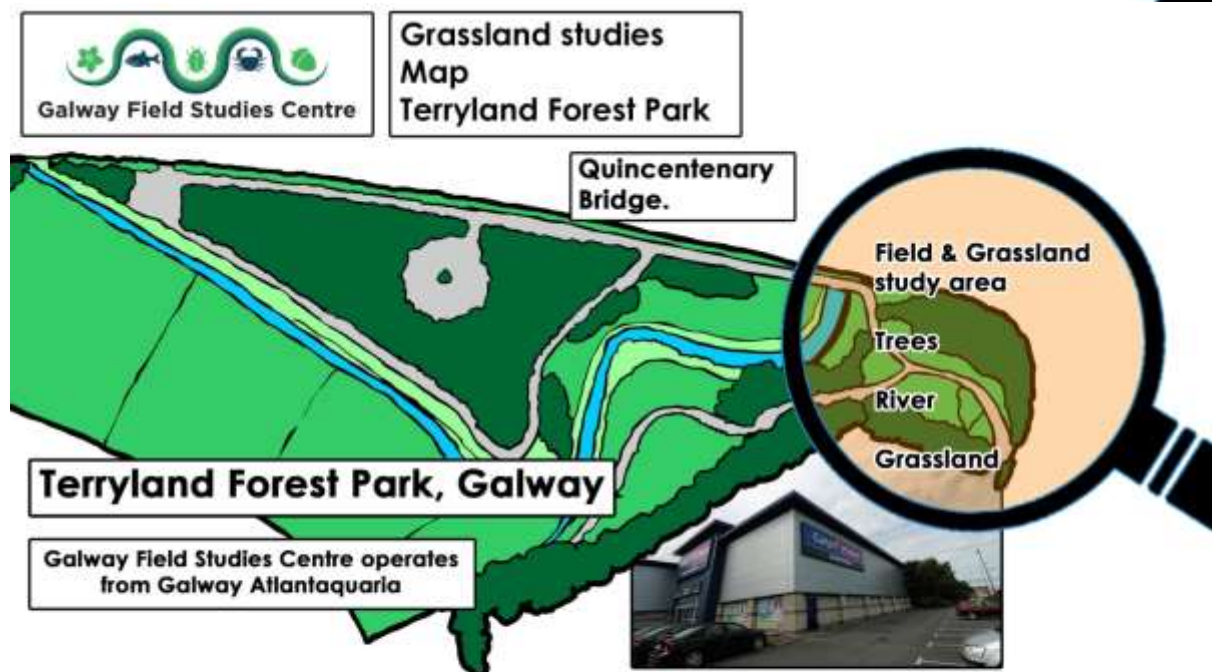 Galway Field Studies Centre
Grassland studies
Map
Terryland Forest Park
Quincentenary
Bridge.
Field & Grassland
study area
Trees
River
Grassland
Terryland Forest Park, Galway
Galway Field Studies Centre operates
from Galway Atlantaquaria